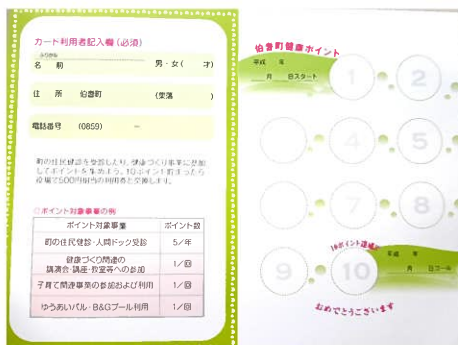 カード利用者記入欄(必須)
ふりがな
名 前 男・女( 才)
住 所 伯耆町 (集落 )
電話番号 (0859) −
町の住民健診を受診したり、健康づくり事業に参加
してポイントを集めよう。10ポイント貯まったら
役場で500円相当の利用券と交換します。
○ポイント対象事業の例
ポイント対象事業 ポイント数
町の住民健診・人間ドック受診 5/年
健康づくり関連の
講演会・講座・教室等への参加 1/回
子育て関連事業の参加および利用 1/回
ゆうあいパル・B&Gプール利用 1/回
伯耆町健康ポイント
平成 年
月 日スタート
1 2
4 5
7 8
9 10
10ポイント達成!
平成 年
月 日ゴール
おめでとうございます